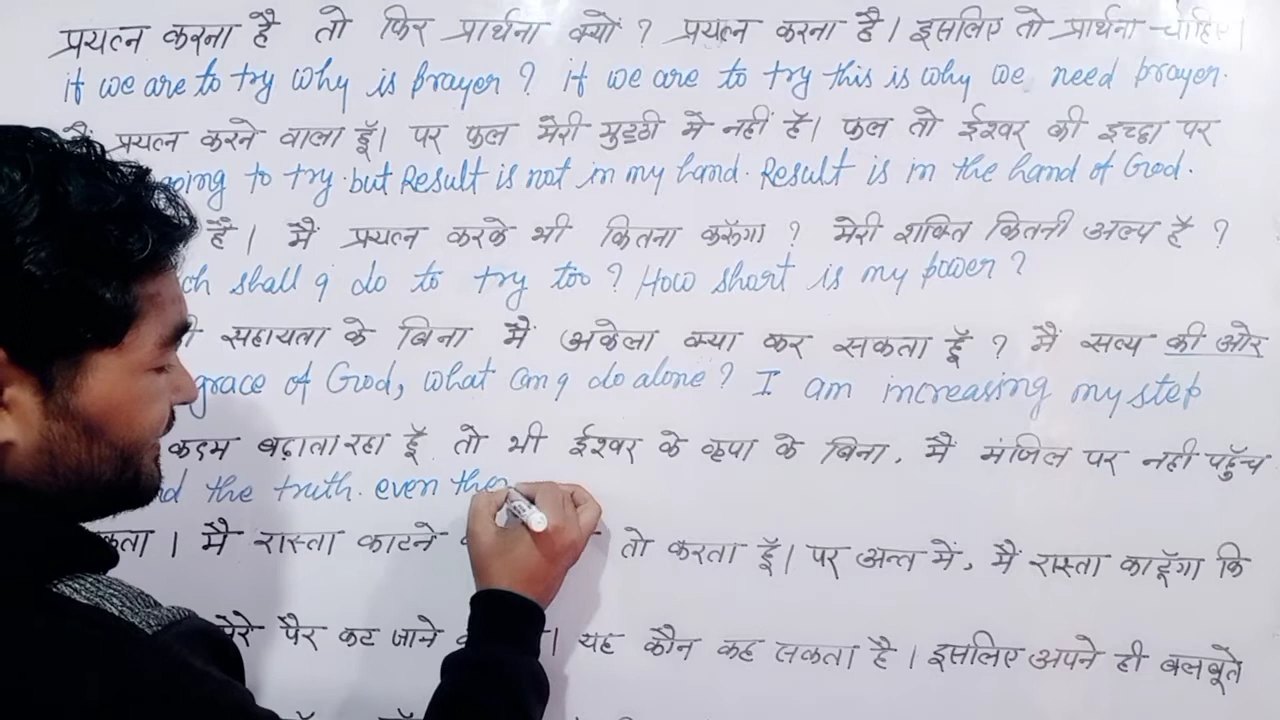 प्रयत्न करना है तो फिर प्रार्थना क्यों ? प्रयत्न करना है। इसलिए तो प्रार्थना चाहिए।
if we are to try why is prayer ? if we are to try this is why we need prayer.
मैं प्रयत्न करने वाला हूँ। पर फल मेरी मुठ्ठी मे नहीं है। फल तो ईश्वर की इच्छा पर
going to try. but Result is not in my hand. Result is in the hand of God.
है। मैं प्रयत्न करके भी कितना करूँगा ? मेरी शक्ति कितनी अल्प है ?
shall I do to try too ? How short is my power ?
सहायता के बिना मैं अकेला क्या कर सकता हूँ ? मैं सत्य की ओर
grace of God, what can I do alone ? I am increasing my step
कदम बढ़ाता रहा हूँ तो भी ईश्वर के कृपा के बिना, मैं मंजिल पर नही पहुँच
the truth. even
। मैं रास्ता काटने तो करता हूँ। पर अन्त में, मैं रास्ता काटूँगा कि
मेरे पैर कट जाने । यह कौन कह सकता है। इसलिए अपने ही बलबूते